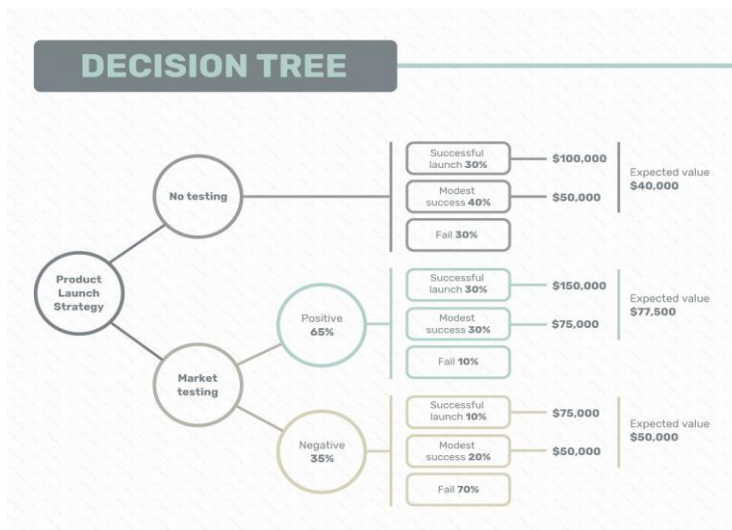 DECISION TREE
Successful
launch 30%
$100,000
Expected value
$40,000
No testing
Modest
success 40%
$50,000
Fail 30%
Product
Launch
Strategy
Successful
launch 30%
$150,000
Expected value
$77,500
Positive
65%
Modest
success 30%
$75,000
Fail 10%
Market
testing
Successful
launch 10%
$75,000
Expected value
$50,000
Negative
35%
Modest
success 20%
$50,000
Fail 70%